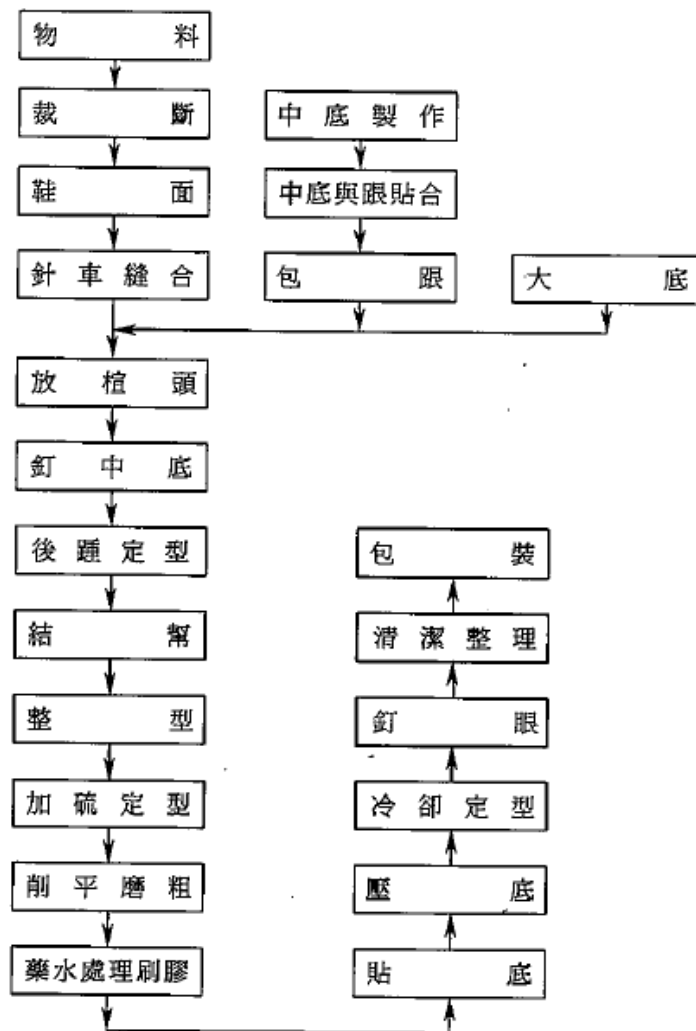 物料
裁斷
鞋面
針車縫合
中底製作
中底與跟貼合
包跟
大底
放楦頭
釘中底
後踵定型
結幫
整型
加硫定型
削平磨粗
藥水處理刷膠
貼底
壓底
冷卻定型
釘眼
清潔整理
包裝